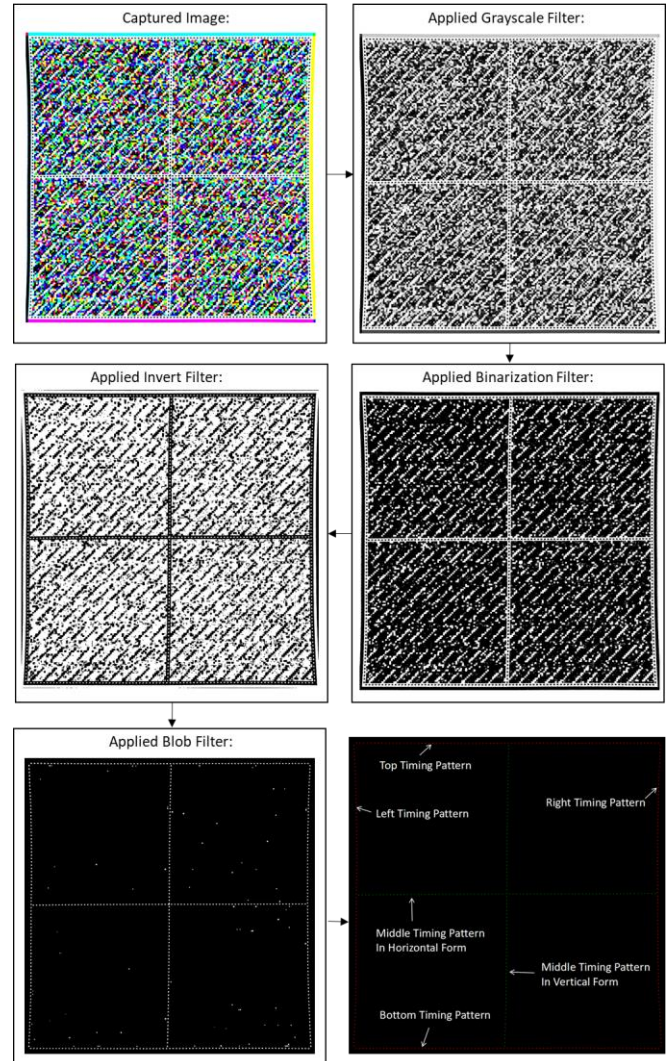 Captured Image:
Applied Grayscale Filter:
Applied Invert Filter:
Applied Binarization Filter:
Applied Blob Filter:
Top Timing Pattern
Right Timing Pattern
Left Timing Pattern
Middle Timing Pattern
In Horizontal Form
Middle Timing Pattern
In Vertical Form
Bottom Timing Pattern